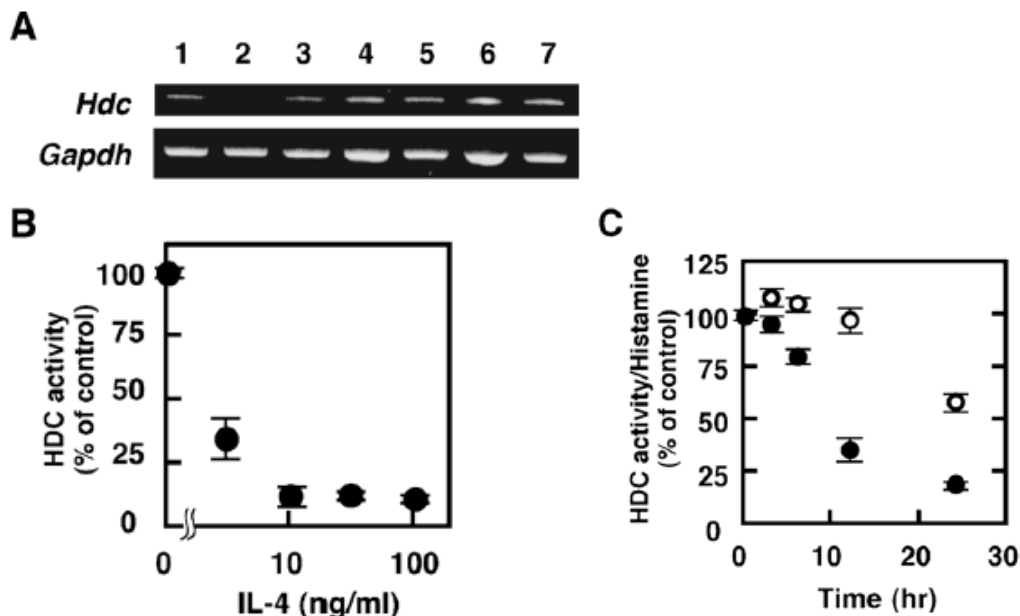 A
1 2 3 4 5 6 7
Hdc
Gapdh
B
HDC activity
(% of control)
100
75
50
25
0
0 10 100
IL-4 (ng/ml)
C
HDC activity/Histamine
(% of control)
125
100
75
50
25
0
0 10 20 30
Time (hr)